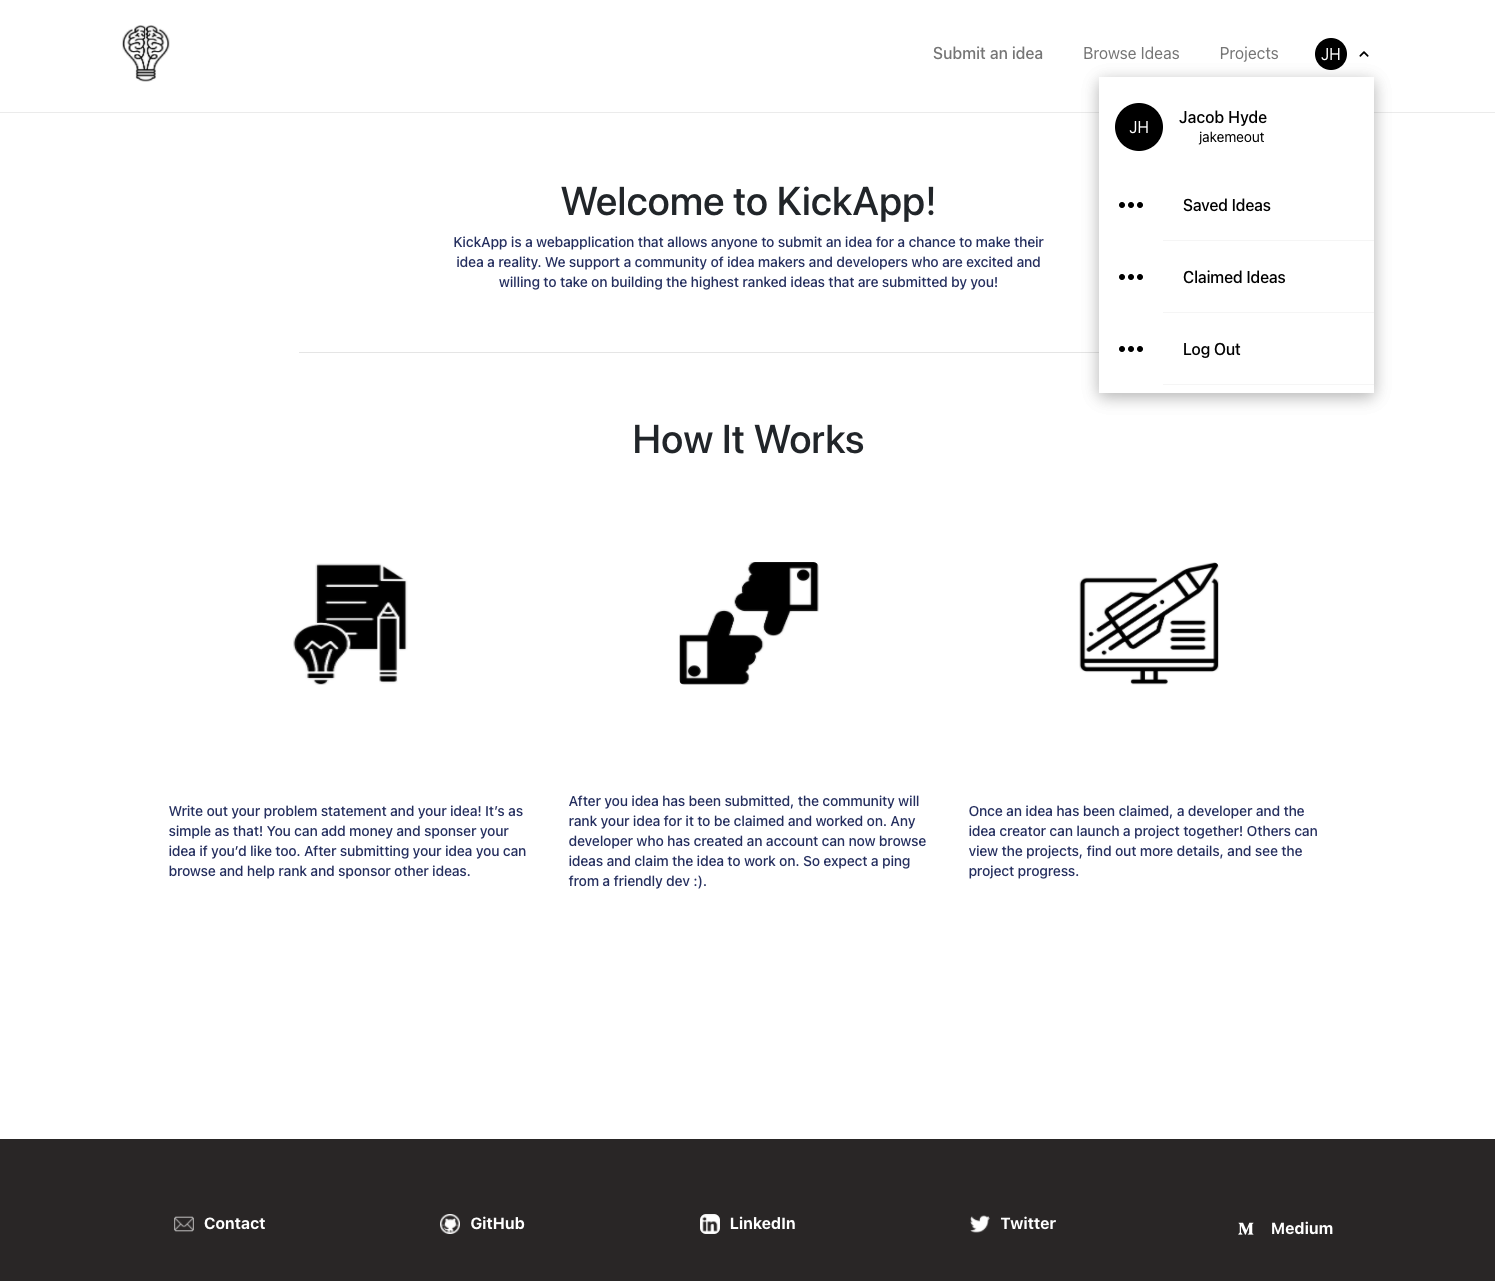 Submit an idea
Browse Ideas
Projects
JH
JH
Jacob Hyde
jakemeout
Saved Ideas
Claimed Ideas
Log Out
Welcome to KickApp!
KickApp is a webapplication that allows anyone to submit an idea for a chance to make their
idea a reality. We support a community of idea makers and developers who are excited and
willing to take on building the highest ranked ideas that are submitted by you!
How It Works
Write out your problem statement and your idea! It’s as
simple as that! You can add money and sponser your
idea if you’d like too. After submitting your idea you can
browse and help rank and sponsor other ideas.
After you idea has been submitted, the community will
rank your idea for it to be claimed and worked on. Any
developer who has created an account can now browse
ideas and claim the idea to work on. So expect a ping
from a friendly dev :).
Once an idea has been claimed, a developer and the
idea creator can launch a project together! Others can
view the projects, find out more details, and see the
project progress.
Contact
GitHub
in LinkedIn
Twitter
M Medium